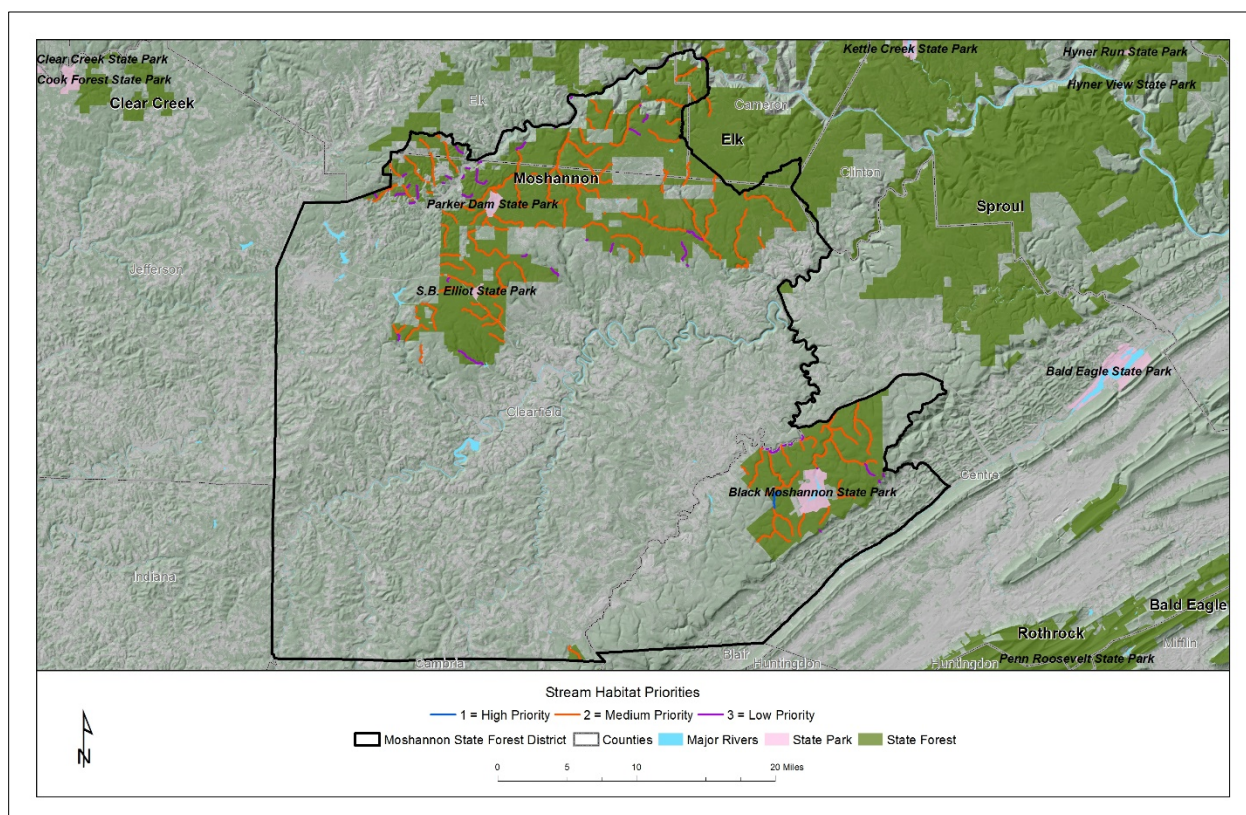 Clear Creek State Park
Cook Forest State Park
Clear Creek
Kettle Creek State Park
Hyner Run State Park
Hyner View State Park
Elk
Cameron
Elk
Clinton
Moshannon
Parker Dam State Park
Sproul
Jefferson
S.B. Elliot State Park
Bald Eagle State Park
Clearfield
Centre
Black Moshannon State Park
Indiana
Bald Eagle
Rothrock
Mifflin
Blair
Cambria
Huntingdon
Huntingdon
Penn Roosevelt State Park
Stream Habitat Priorities
1 = High Priority 2 = Medium Priority 3 = Low Priority
Moshannon State Forest District Counties Major Rivers State Park State Forest
N
0 5 10 20 Miles